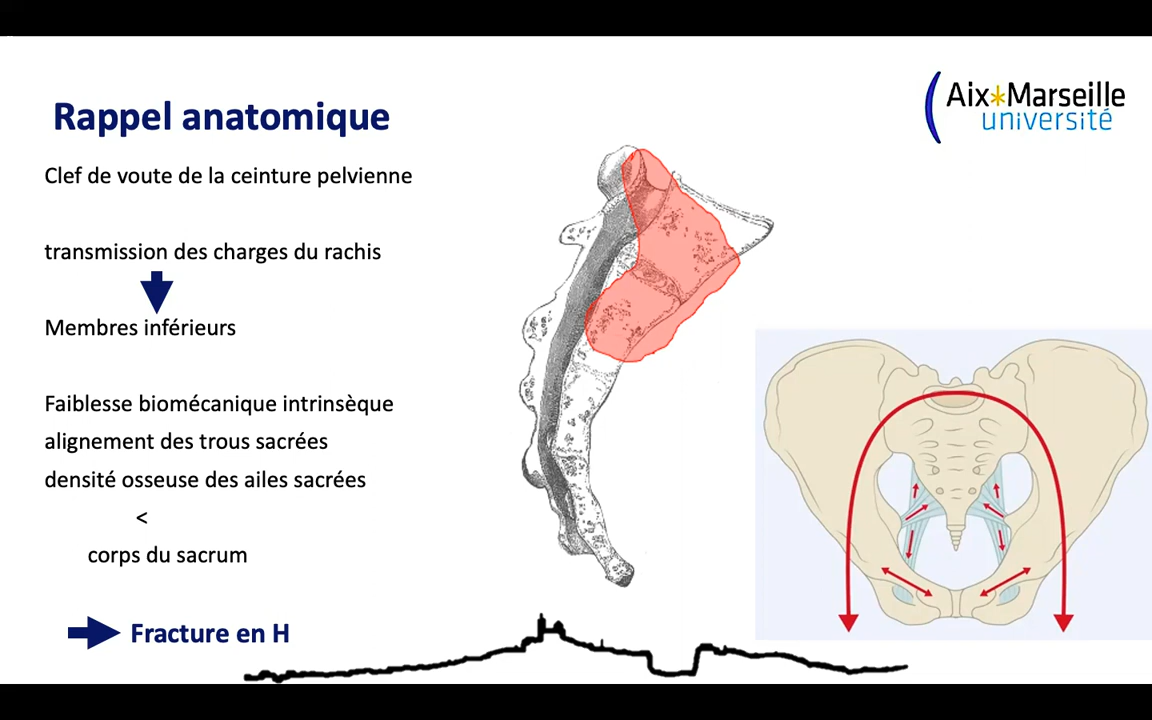 Rappel anatomique
Aix*Marseille
université
Clef de voute de la ceinture pelvienne
transmission des charges du rachis
Membres inférieurs
Faiblesse biomécanique intrinsèque
alignement des trous sacrées
densité osseuse des ailes sacrées
<
corps du sacrum
Fracture en H